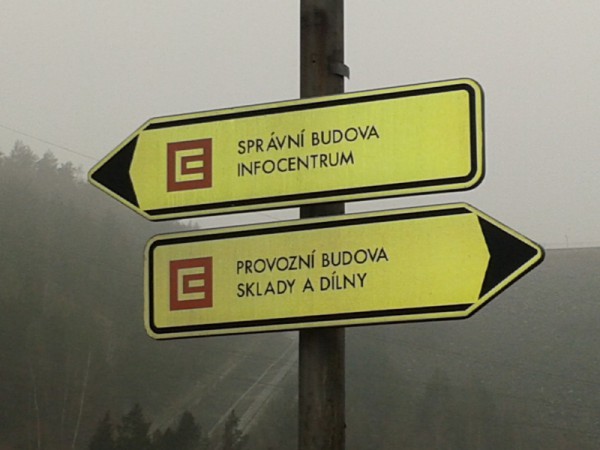 SPRÁVNÍ BUDOVA
INFOCENTRUM
PROVOZNÍ BUDOVA
SKLADY A DÍLNY